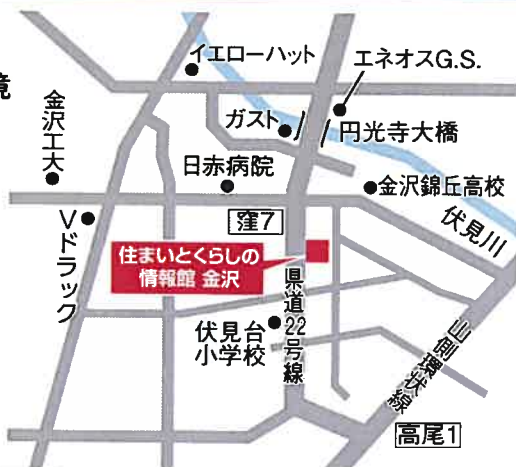 イエローハット
エネオスG.S.
境
金沢工大
ガスト
円光寺大橋
日赤病院
金沢錦丘高校
Vドラック
窪7
伏見川
住まいとくらしの
情報館 金沢
県道22号線
伏見台
小学校
山側環状線
高尾1